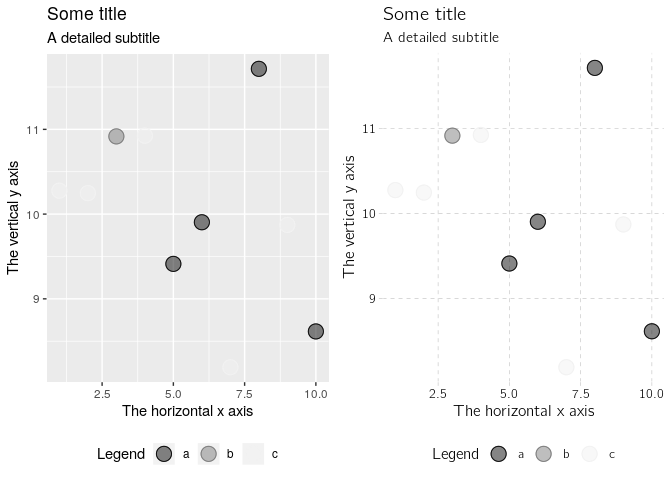 Some title
A detailed subtitle
The vertical y axis
11
10
9
2.5 5.0 7.5 10.0
The horizontal x axis
Legend a b c
Some title
A detailed subtitle
The vertical y axis
11
10
9
2.5 5.0 7.5 10.0
The horizontal x axis
Legend a b c